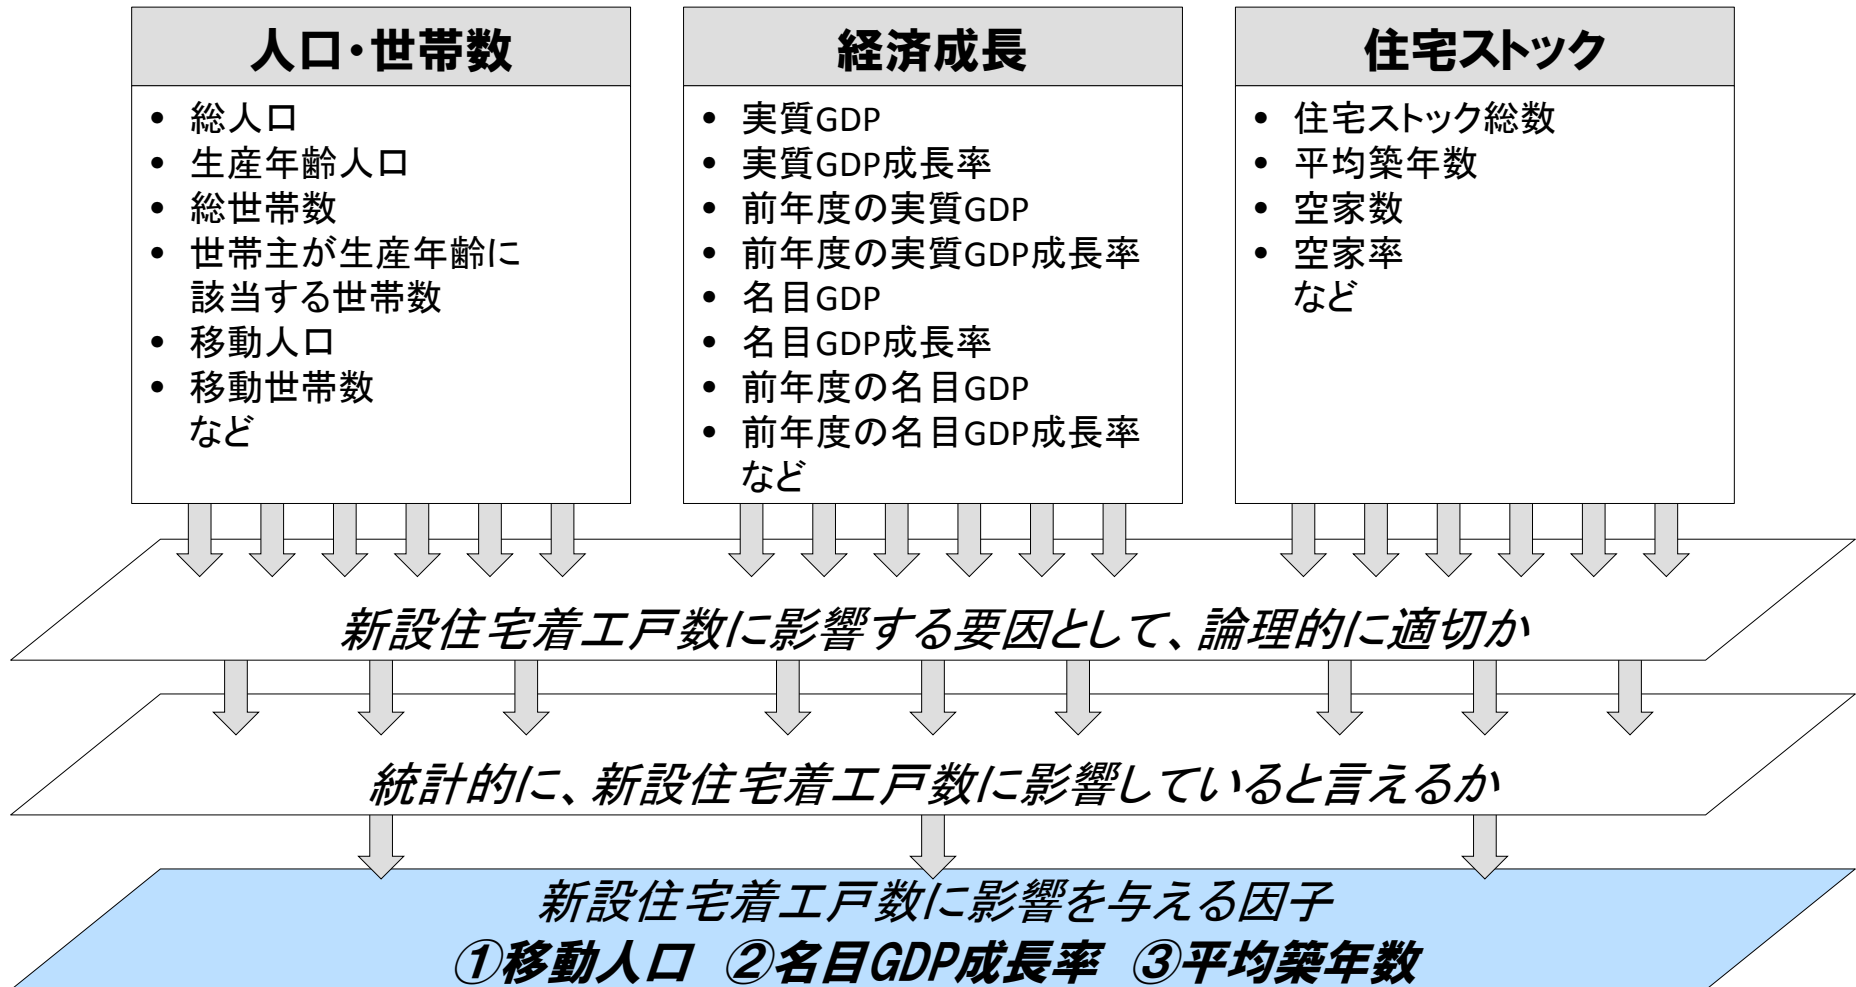 人口・世帯数
• 総人口
• 生産年齢人口
• 総世帯数
• 世帯主が生産年齢に
該当する世帯数
• 移動人口
• 移動世帯数
など
経済成長
• 実質GDP
• 実質GDP成長率
• 前年度の実質GDP
• 前年度の実質GDP成長率
• 名目GDP
• 名目GDP成長率
• 前年度の名目GDP
• 前年度の名目GDP成長率
など
住宅ストック
• 住宅ストック総数
• 平均築年数
• 空家数
• 空家率
など
新設住宅着工戸数に影響する要因として、論理的に適切か
統計的に、新設住宅着工戸数に影響していると言えるか
新設住宅着工戸数に影響を与える因子
①移動人口 ②名目GDP成長率 ③平均築年数